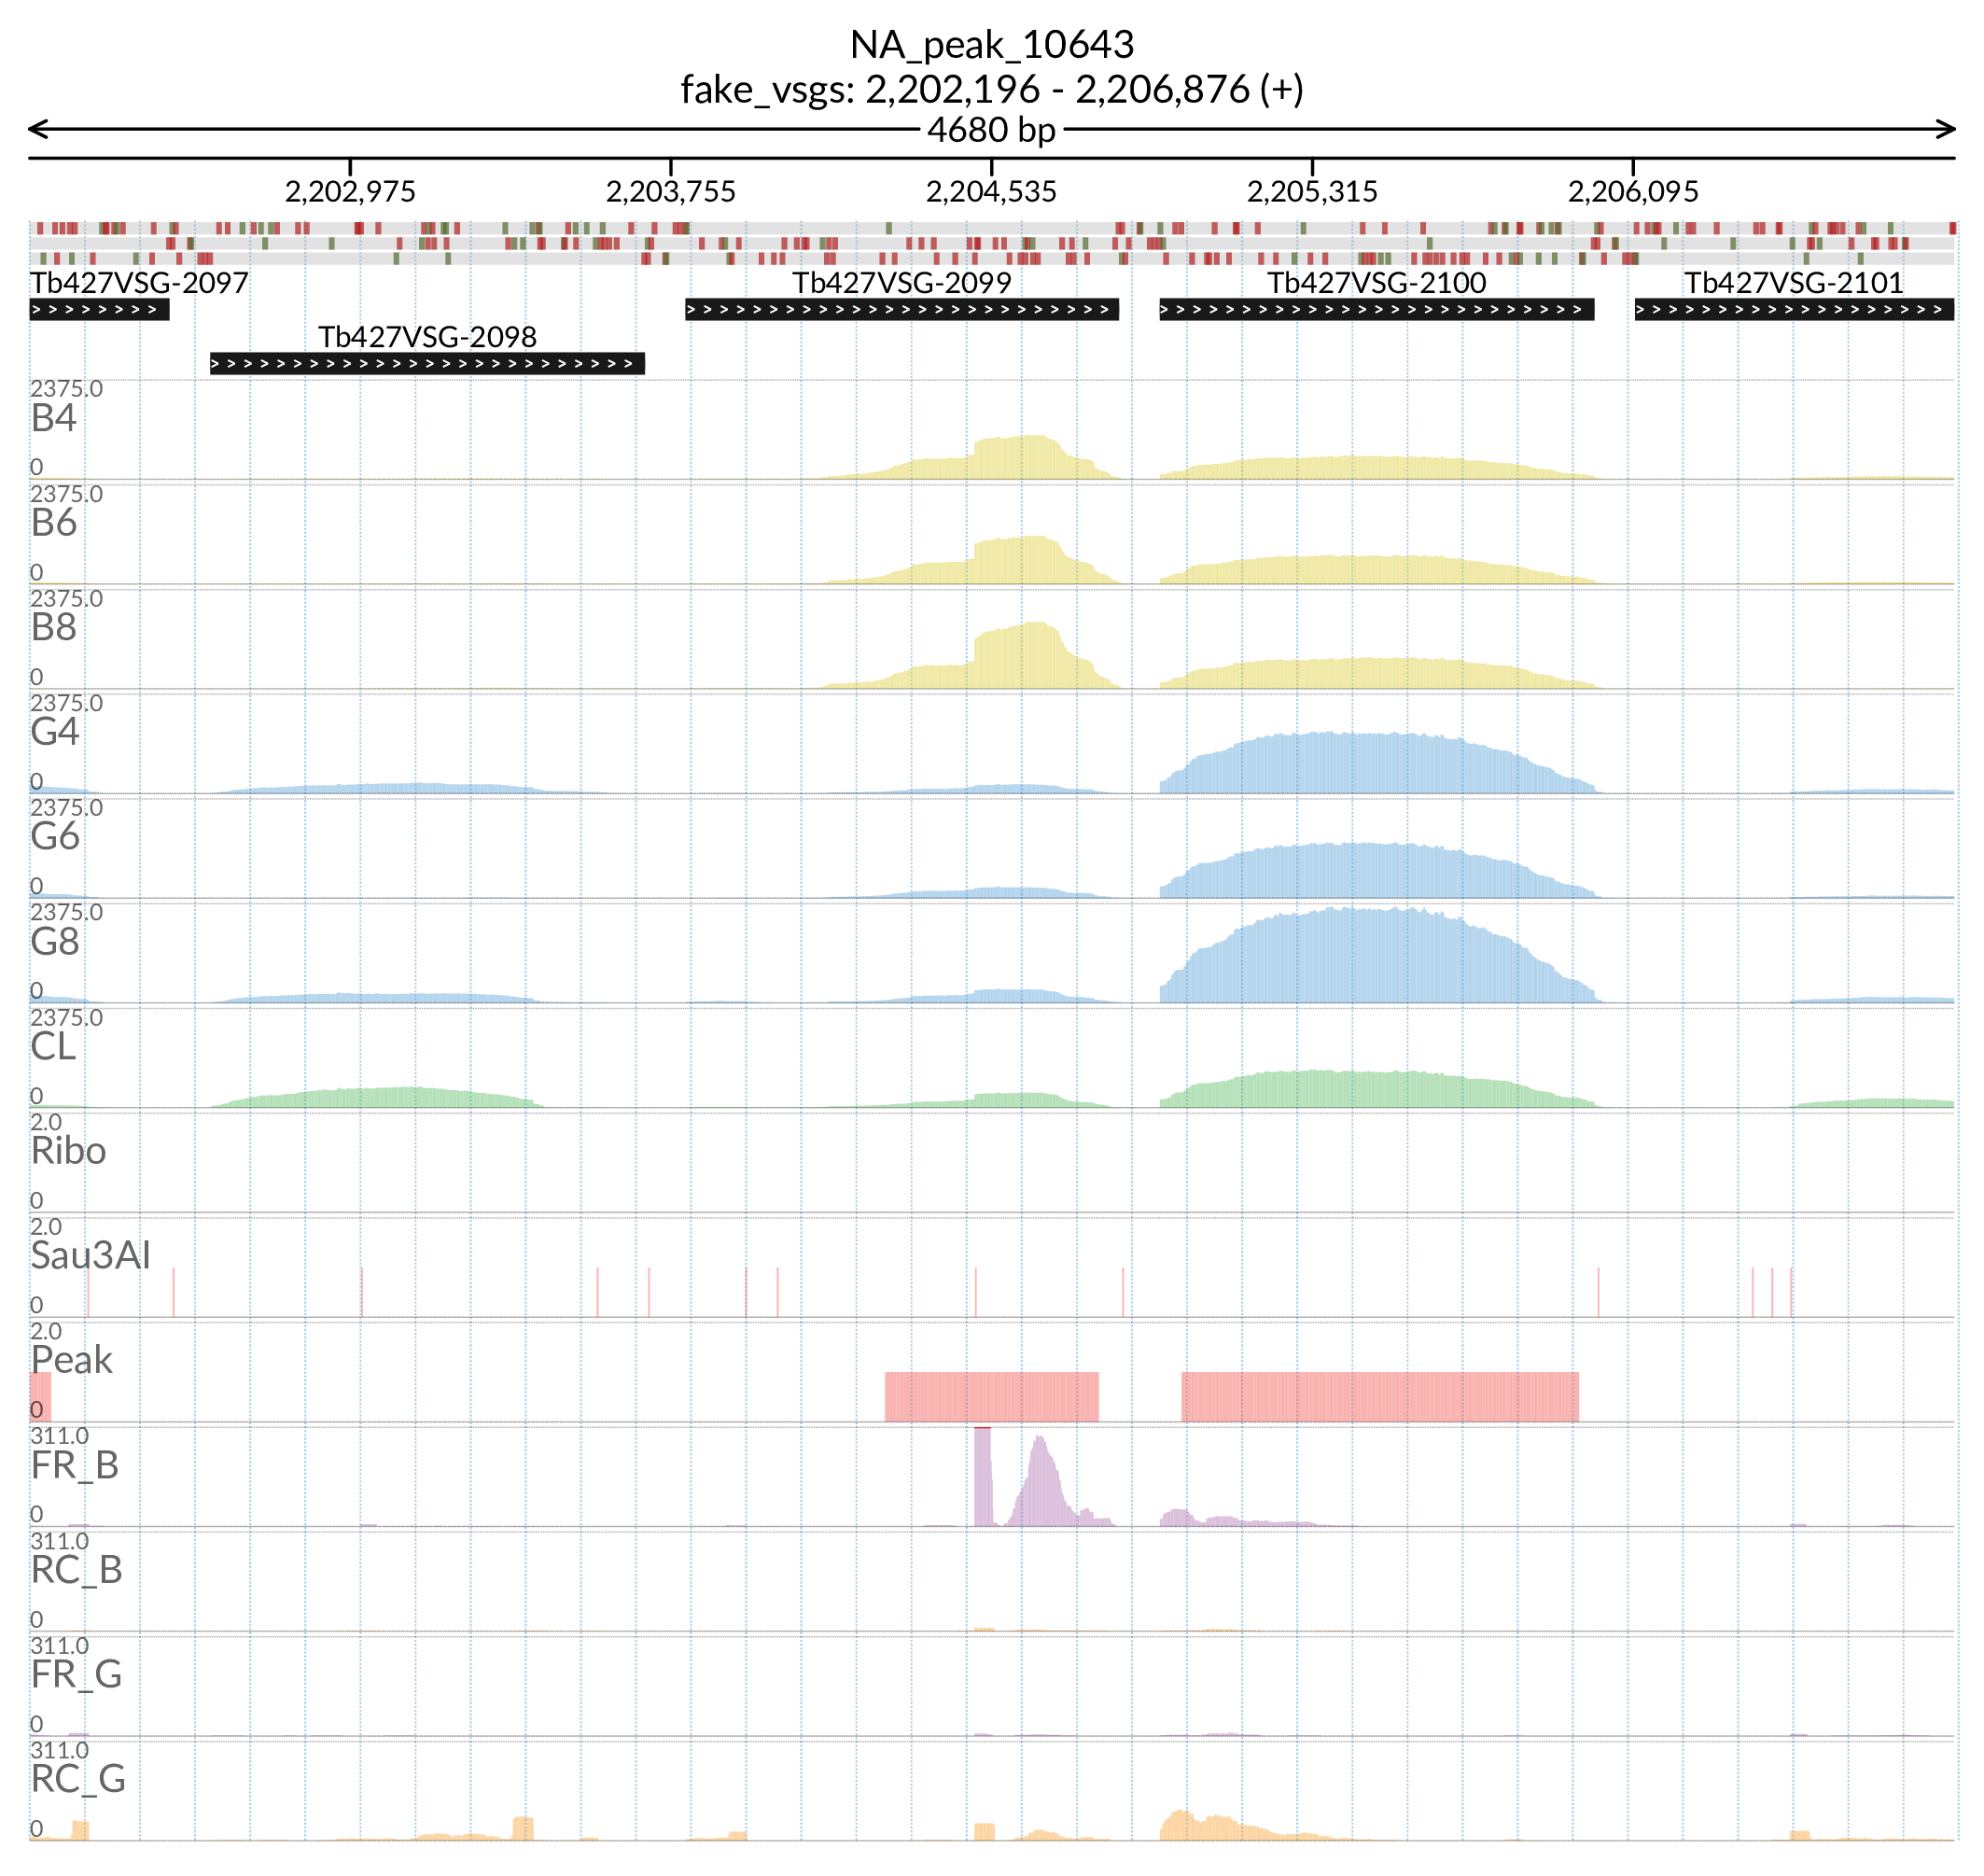 NA_peak_10643
fake_vsgs: 2,202,196 - 2,206,876 (+)
4680 bp
2,202,975 2,203,755 2,204,535 2,205,315 2,206,095
Tb427VSG-2097 Tb427VSG-2099 Tb427VSG-2100 Tb427VSG-2101
Tb427VSG-2098
2375.0
B4
0
2375.0
B6
0
2375.0
B8
0
2375.0
G4
0
2375.0
G6
0
2375.0
G8
0
2375.0
CL
0
2.0
Ribo
0
2.0
Sau3AI
0
2.0
Peak
0
311.0
FR_B
0
311.0
RC_B
0
311.0
FR_G
0
311.0
RC_G
0